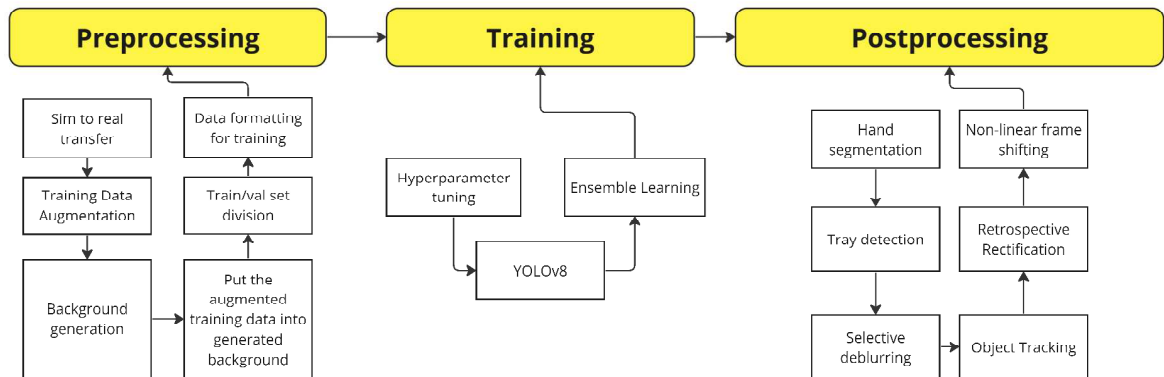 Preprocessing
Training
Postprocessing
Sim to real
transfer
Training Data
Augmentation
Background
generation
Put the
augmented
training data into
generated
background
Train/val set
division
Data formatting
for training
Hyperparameter
tuning
YOLOv8
Ensemble Learning
Hand
segmentation
Tray detection
Selective
deblurring
Object Tracking
Retrospective
Rectification
Non-linear frame
shifting